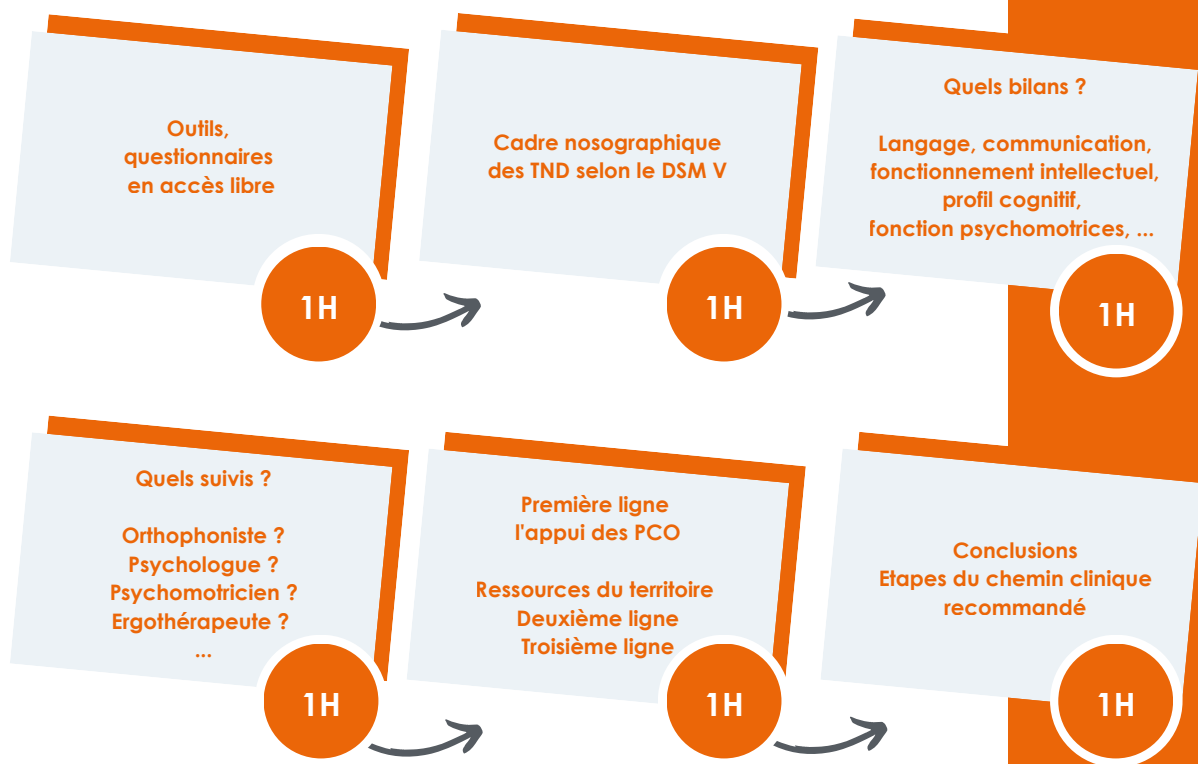 Outils,
questionnaires
en accès libre
1H
Cadre nosographique
des TND selon le DSM V
1H
Quels bilans ?
Langage, communication,
fonctionnement intellectuel,
profil cognitif,
fonction psychomotrices, ...
1H
Quels suivis ?
Orthophoniste ?
Psychologue ?
Psychomotricien ?
Ergothérapeute ?
...
1H
Première ligne
l'appui des PCO
Ressources du territoire
Deuxième ligne
Troisième ligne
1H
Conclusions
Etapes du chemin clinique
recommandé
1H